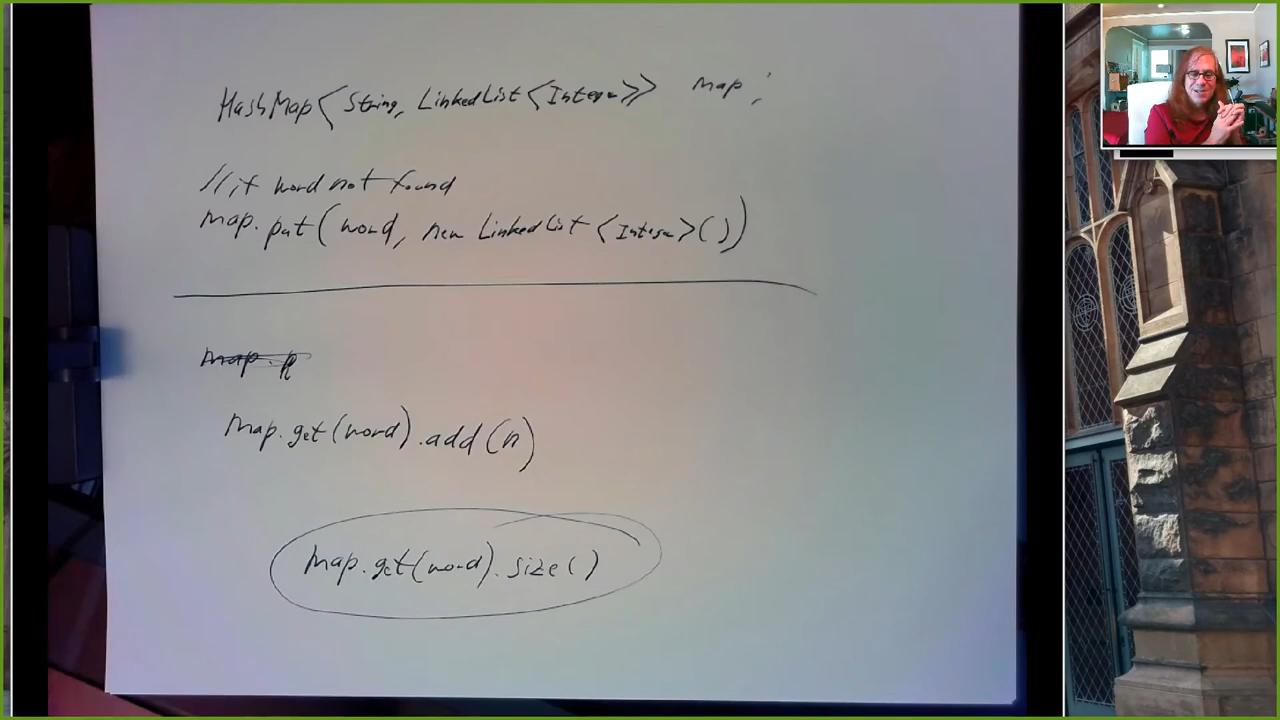 HashMap<String, LinkedList<Integer>> map;
//if word not found
map.put(word, new LinkedList<Integer>())
map.p
map.get(word).add(n)
map.get(word).size()